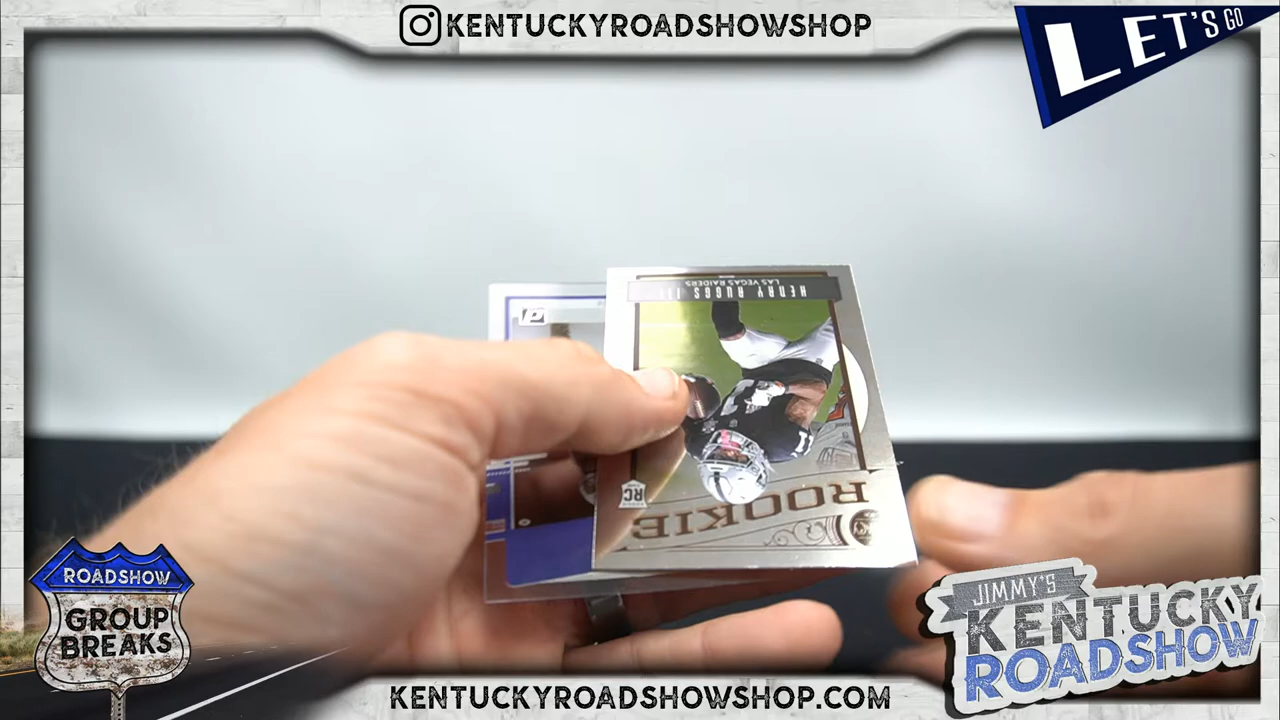 KENTUCKYROADSHOWSHOP
LET'S GO
HENRY RUGGS III
LAS VEGAS RAIDERS
RC
ROOKIE
ROADSHOW
GROUP
BREAKS
JIMMY'S
KENTUCKY
ROADSHOW
KENTUCKYROADSHOWSHOP.COM